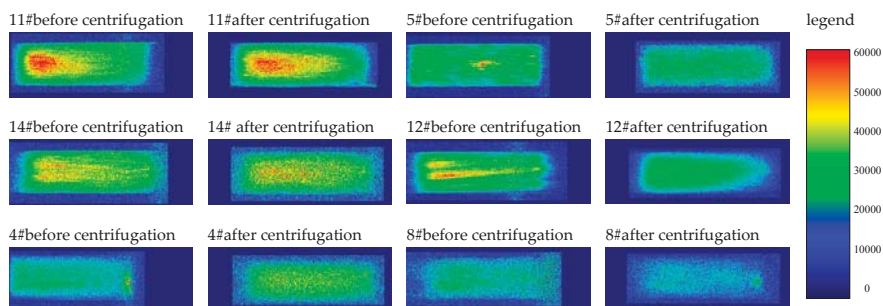 11#before centrifugation
11#after centrifugation
5#before centrifugation
5#after centrifugation
legend
60000
50000
40000
30000
20000
10000
0
14#before centrifugation
14# after centrifugation
12#before centrifugation
12#after centrifugation
4#before centrifugation
4#after centrifugation
8#before centrifugation
8#after centrifugation